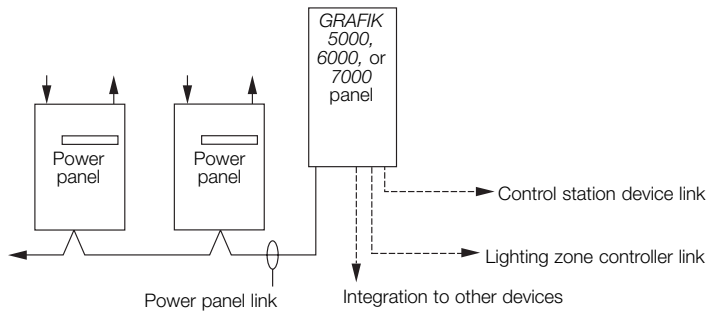 GRAFIK
5000,
6000, or
7000
panel
Power
panel
Power
panel
Control station device link
Lighting zone controller link
Power panel link
Integration to other devices